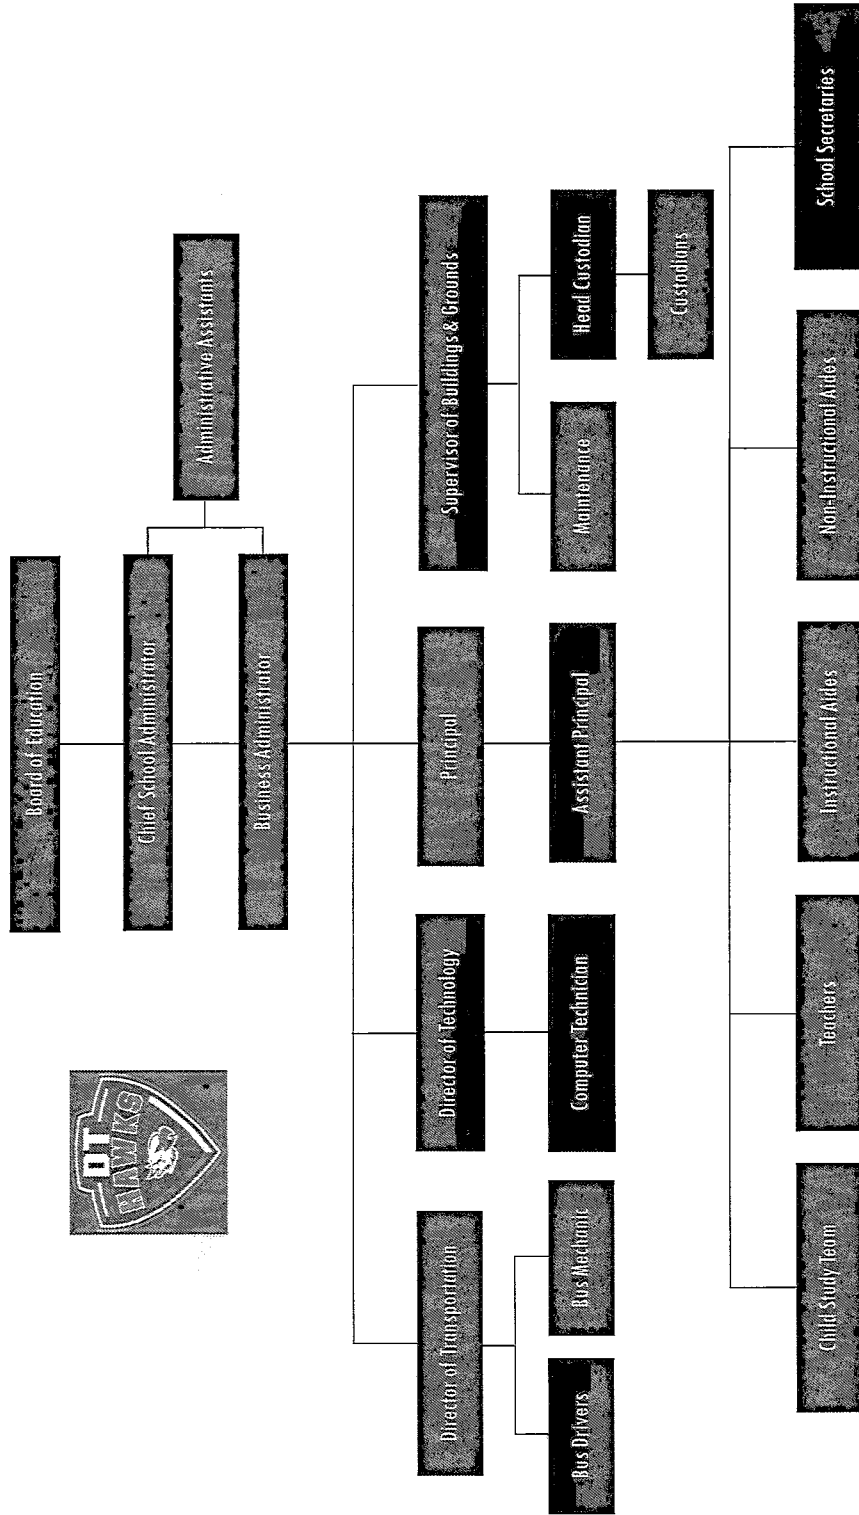 DT
HAWKS
Board of Education
Chief School Administrator
Administrative Assistants
Business Administrator
Director of Transportation
Director of Technology
Principal
Supervisor of Buildings & Grounds
Bus Drivers
Bus Mechanic
Computer Technician
Assistant Principal
Maintenance
Head Custodian
Custodians
Child Study Team
Teachers
Instructional Aides
Non-Instructional Aides
School Secretaries